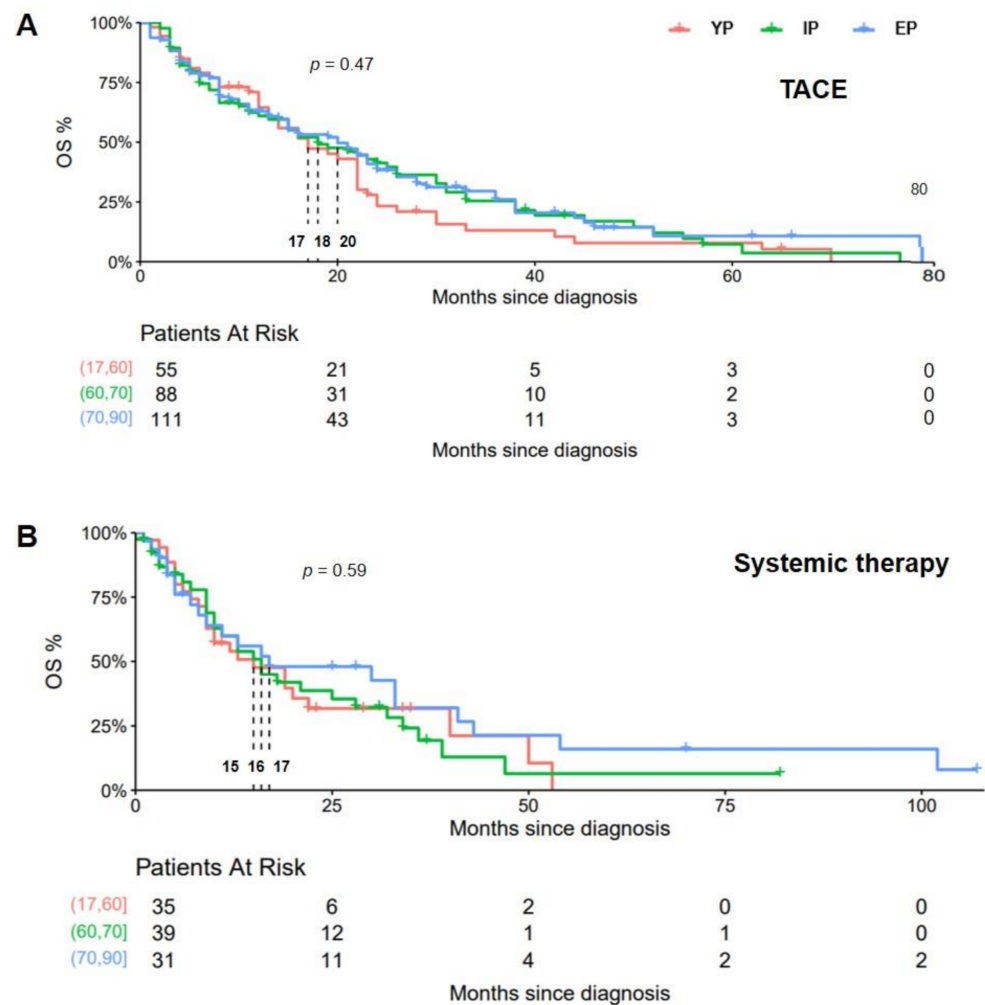 A
YP IP EP
p = 0.47
TACE
OS %
100%
75%
50%
25%
0%
80
17 18 20
0 20 40 60 80
Months since diagnosis
Patients At Risk
(17,60] 55 21 5 3 0
(60,70] 88 31 10 2 0
(70,90] 111 43 11 3 0
Months since diagnosis
B
p = 0.59
Systemic therapy
OS %
100%
75%
50%
25%
0%
15 16 17
0 25 50 75 100
Months since diagnosis
Patients At Risk
(17,60] 35 6 2 0 0
(60,70] 39 12 1 1 0
(70,90] 31 11 4 2 2
Months since diagnosis